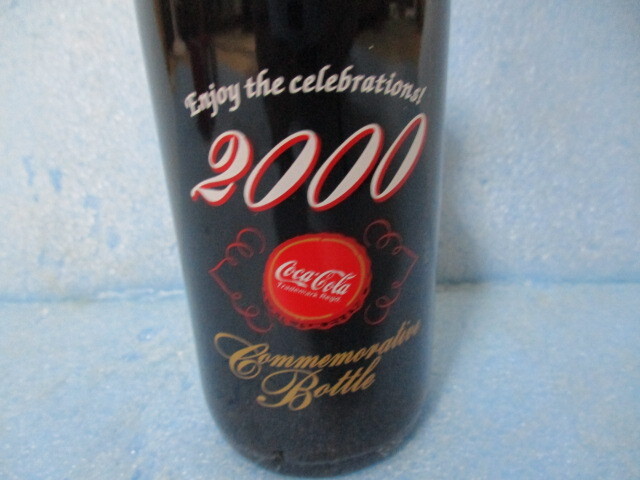 Enjoy the celebrations!
2000
Coca-Cola
Trademark Regd.
Commemorative
Bottle